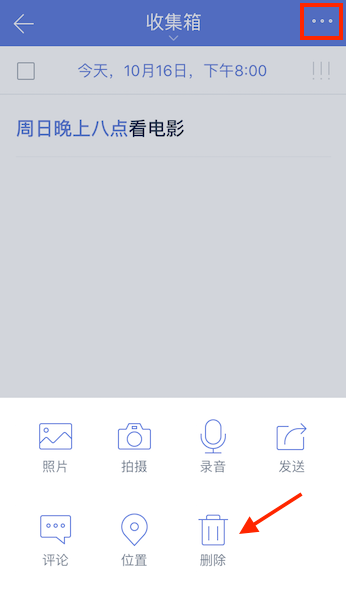 收集箱
今天，10月16日，下午8:00
周日晚上八点看电影
照片 拍摄 录音 发送
评论 位置 删除